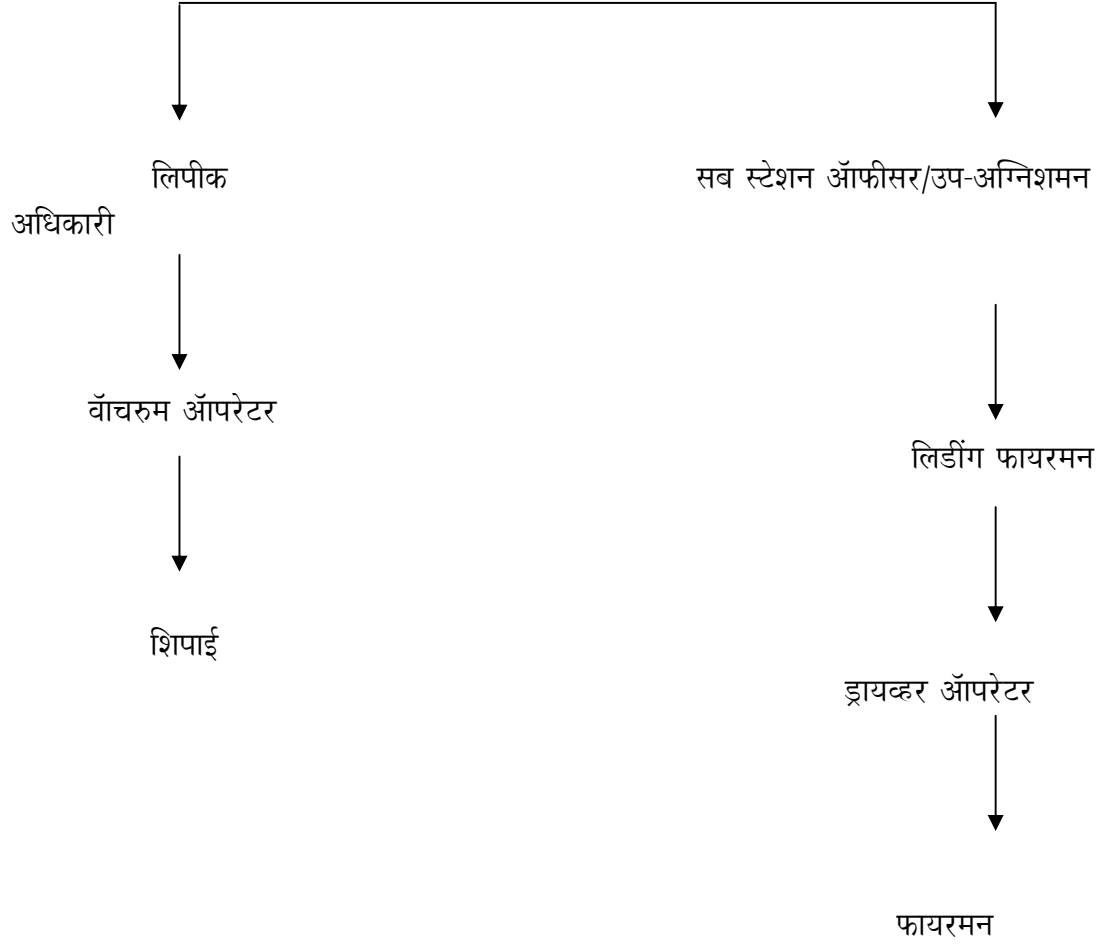 लिपीक सब स्टेशन ऑफीसर/उप-अग्निशमन
अधिकारी
वॉचरुम ऑपरेटर
लिडींग फायरमन
शिपाई
ड्रायव्हर ऑपरेटर
फायरमन